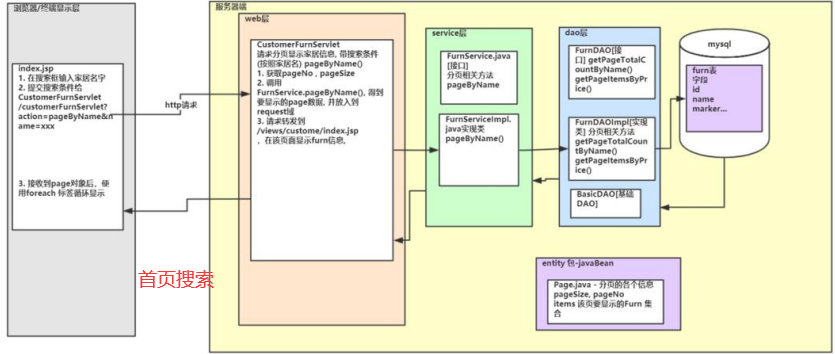 浏览器/终端显示层
index.jsp
1. 在搜索框输入家居名字
2. 提交搜索条件给
CustomerFurnServlet
/customerFurnServlet?
action=pageByName&n
ame=xxx
3. 接收到page对象后，使
用foreach 标签循环显示
http请求
首页搜索
服务器端
web层
CustomerFurnServlet
请求分页显示家居信息, 带搜索条件
(按照家居名) pageByName()
1. 获取pageNo , pageSize
2. 调用
FurnService.pageByName(), 得到
要显示的page数据, 并放入到
request域
3. 请求转发到
/views/custome/index.jsp
，在该页面显示furn信息,
service层
FurnService.java
[接口]
分页相关方法
pageByName
FurnServiceImpl.
java实现类
pageByName()
dao层
FurnDAO[接
口] getPageTotalC
ountByName()
getPageItemsByPr
ice()
FurnDAOImpl[实现
类] 分页相关方法
getPageTotalCou
ntByName()
getPageItemsByPr
ice()
BasicDAO[基础
DAO]
mysql
furn表
字段
id
name
marker...
entity 包-javaBean
Page.java - 分页的各个信息
pageSize, pageNo
items 该页要显示的Furn 集
合